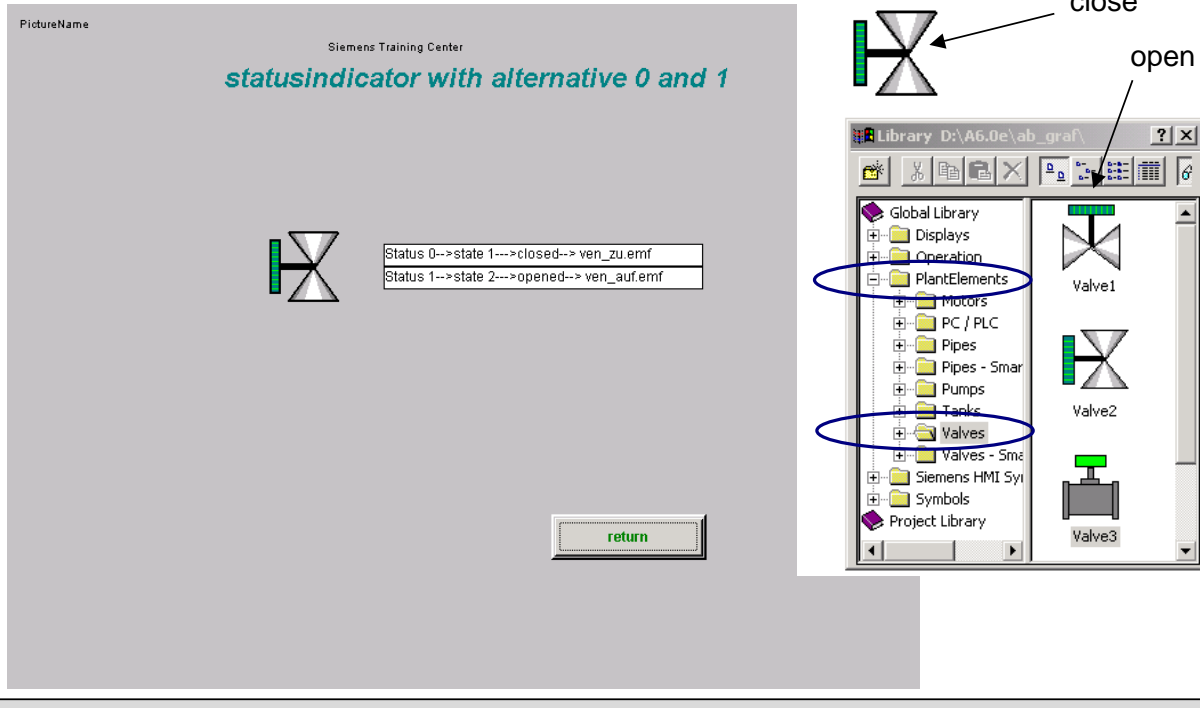 PictureName
Siemens Training Center
statusindicator with alternative 0 and 1
Status 0-->state 1--->closed--> ven_zu.emf
Status 1-->state 2--->opened--> ven_auf.emf
return
close
open
Library D:\A6.0e\ab_graf\
Global Library
Displays
Operation
PlantElements
Motors
PC / PLC
Pipes
Pipes - Smar
Pumps
Tanks
Valves
Valves - Sma
Siemens HMI Syı
Symbols
Project Library
Valve1
Valve2
Valve3